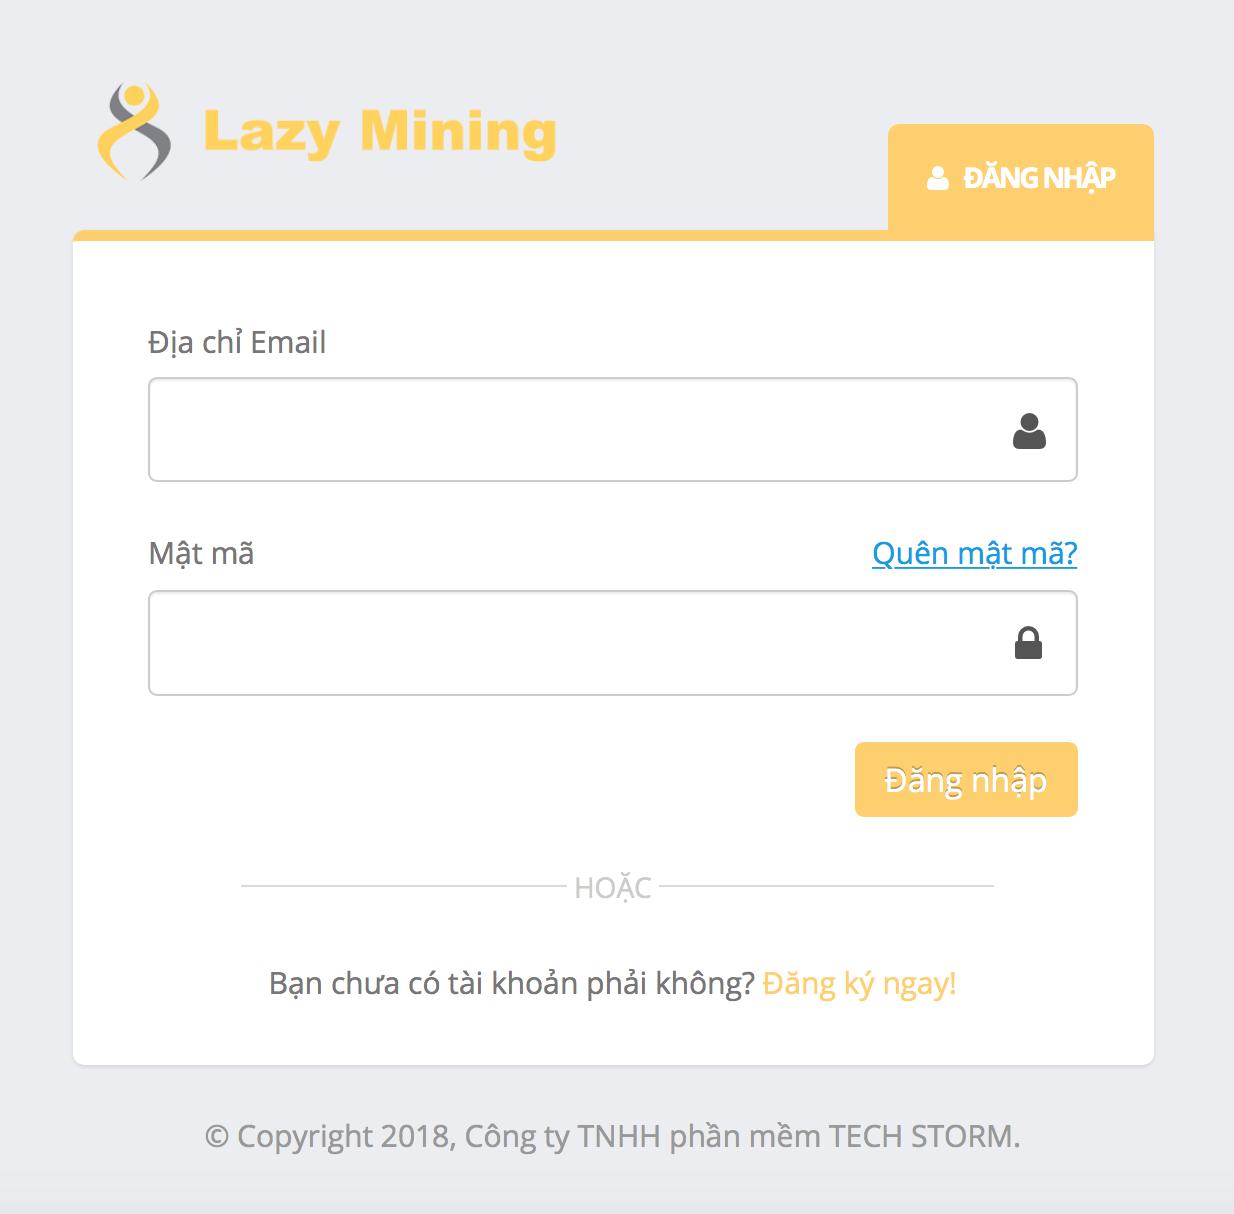 Lazy Mining
ĐĂNG NHẬP
Địa chỉ Email
Mật mã
Quên mật mã?
Đăng nhập
HOẶC
Bạn chưa có tài khoản phải không? Đăng ký ngay!
© Copyright 2018, Công ty TNHH phần mềm TECH STORM.